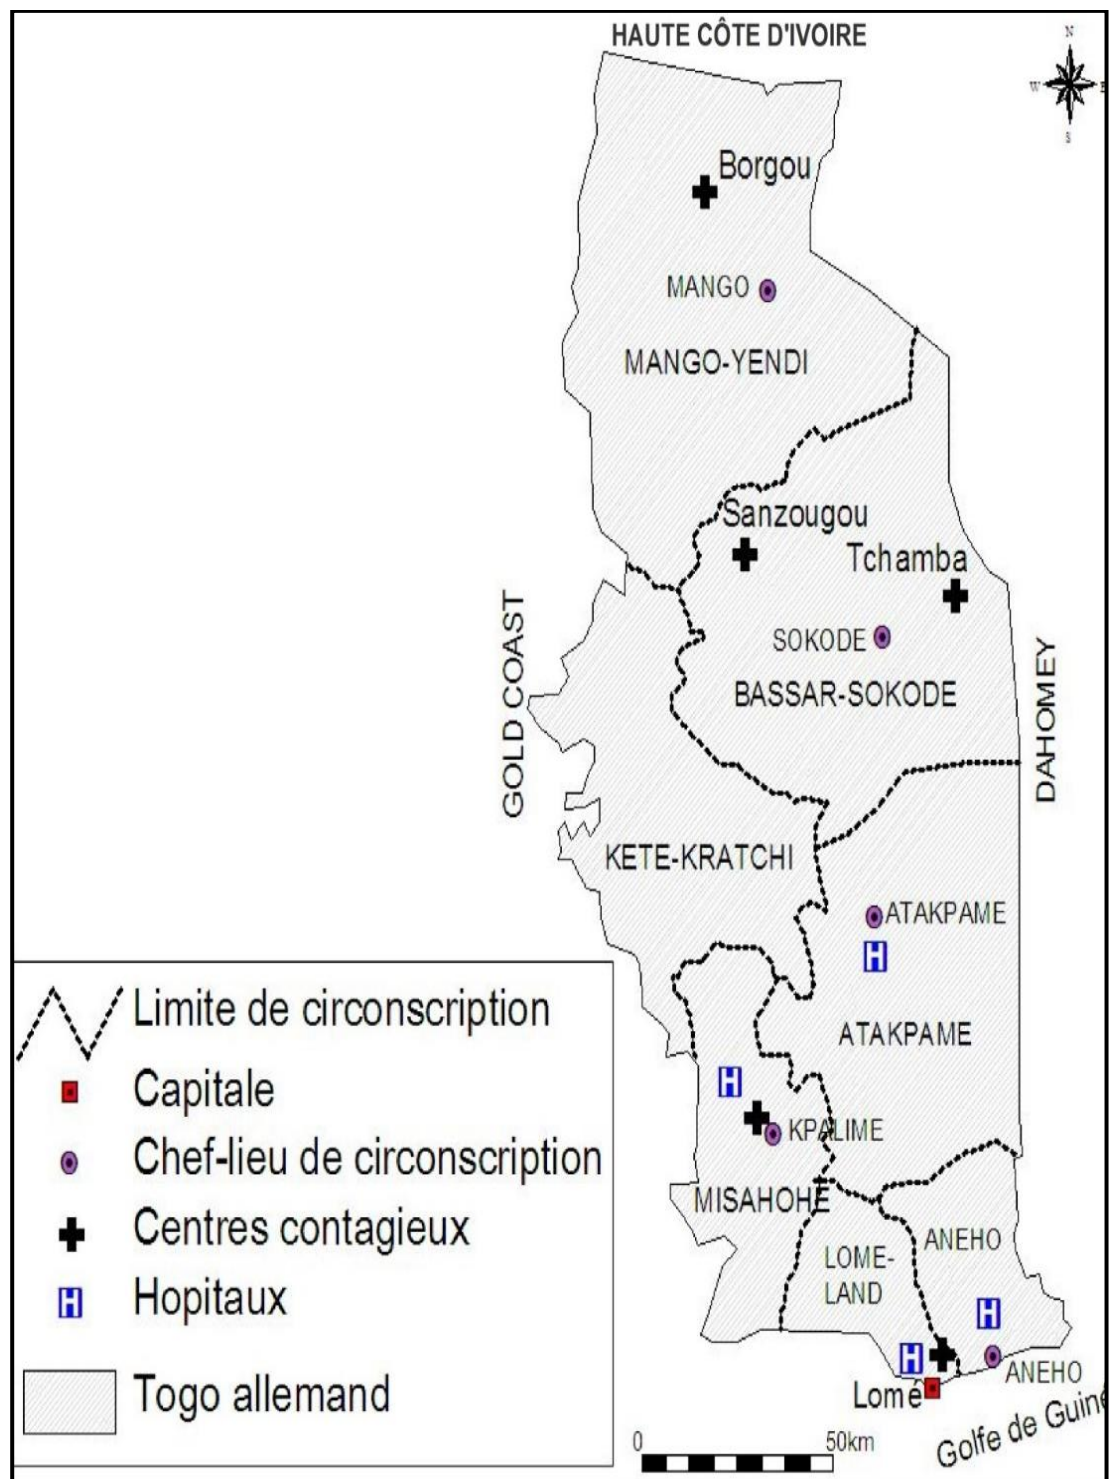 HAUTE CÔTE D'IVOIRE
N
W
E
S
Borgou
MANGO
MANGO-YENDI
Sanzougou
Tchamba
SOKODE
BASSAR-SOKODE
GOLD COAST
DAHOMEY
KETE-KRATCHI
ATAKPAME
H
ATAKPAME
H
KPALIME
MISAHOHE
ANEHO
LOME-
LAND
H
H
ANEHO
Lomé
Golfe de Guiné
0 50km
Limite de circonscription
Capitale
Chef-lieu de circonscription
Centres contagieux
H Hopitaux
Togo allemand